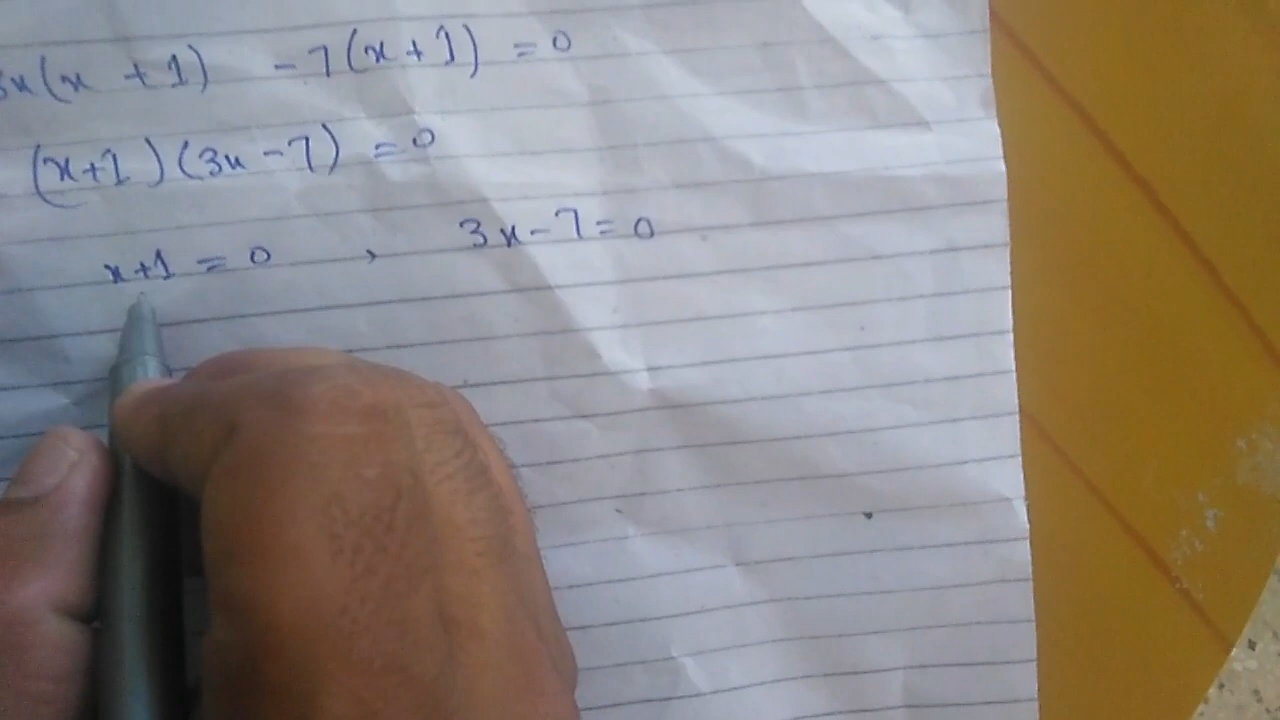 3x(x + 1) - 7(x + 1) = 0
(x+1)(3x - 7) = 0
x+1 = 0 , 3x - 7 = 0